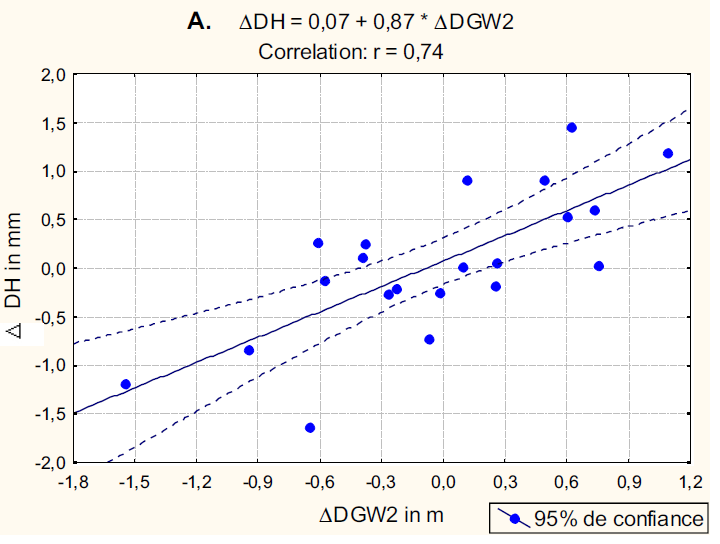 A. ΔDH = 0,07 + 0,87 * ΔDGW2
Correlation: r = 0,74
2,0
1,5
1,0
0,5
0,0
-0,5
-1,0
-1,5
-2,0
Δ DH in mm
-1,8 -1,5 -1,2 -0,9 -0,6 -0,3 0,0 0,3 0,6 0,9 1,2
ΔDGW2 in m
95% de confiance